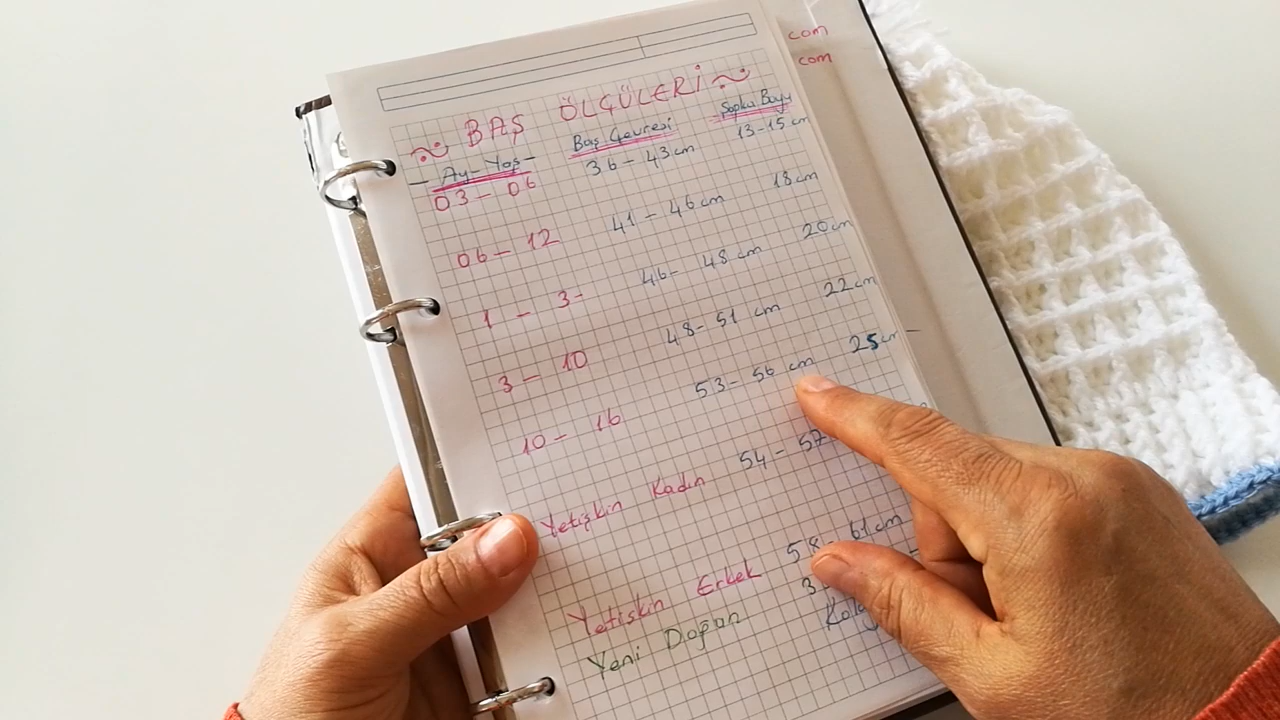 com
com
~ BAŞ ÖLÇÜLERİ ~
- Ay-Yaş- Baş Çevresi Şapka Boyu
03-06 36-43 cm 13-15 cm
06-12 41-46 cm 18 cm
1-3- 46-48 cm 20 cm
3-10 48-51 cm 22 cm
10-16 53-56 cm 25 cm-
Yetişkin Kadın 54-57
Yetişkin Erkek 58-61 cm
Yeni Doğan